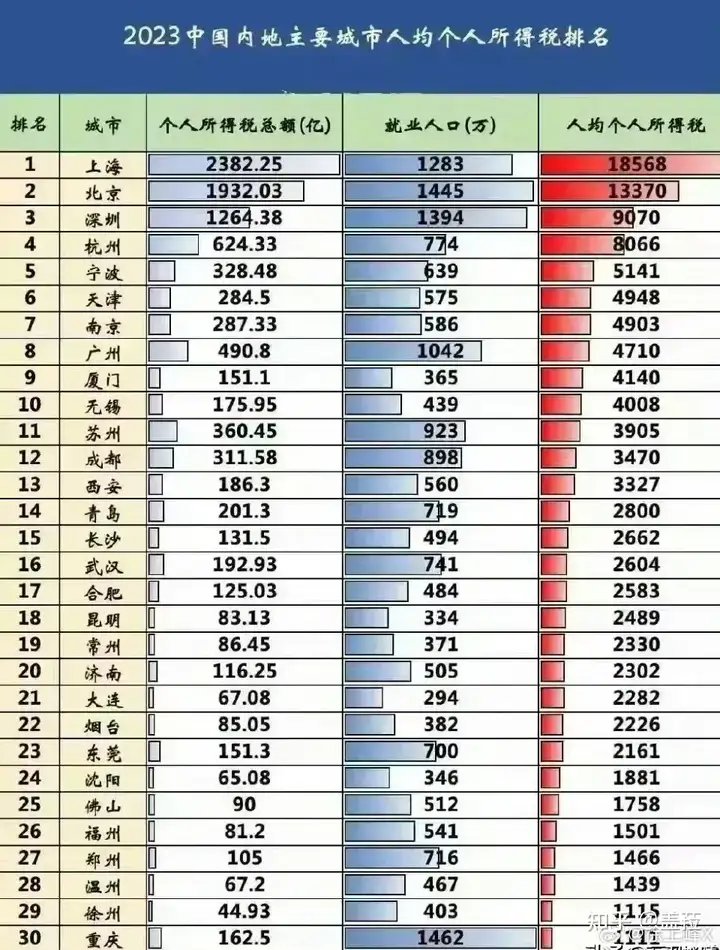 2023中国内地主要城市人均个人所得税排名
排名 城市 个人所得税总额(亿) 就业人口(万) 人均个人所得税
1 上海 2382.25 1283 18568
2 北京 1932.03 1445 13370
3 深圳 1264.38 1394 9070
4 杭州 624.33 774 8066
5 宁波 328.48 639 5141
6 天津 284.5 575 4948
7 南京 287.33 586 4903
8 广州 490.8 1042 4710
9 厦门 151.1 365 4140
10 无锡 175.95 439 4008
11 苏州 360.45 923 3905
12 成都 311.58 898 3470
13 西安 186.3 560 3327
14 青岛 201.3 719 2800
15 长沙 131.5 494 2662
16 武汉 192.93 741 2604
17 合肥 125.03 484 2583
18 昆明 83.13 334 2489
19 常州 86.45 371 2330
20 济南 116.25 505 2302
21 大连 67.08 294 2282
22 烟台 85.05 382 2226
23 东莞 151.3 700 2161
24 沈阳 65.08 346 1881
25 佛山 90 512 1758
26 福州 81.2 541 1501
27 郑州 105 716 1466
28 温州 67.2 467 1439
29 徐州 44.93 403 1115
30 重庆 162.5 1462
知乎